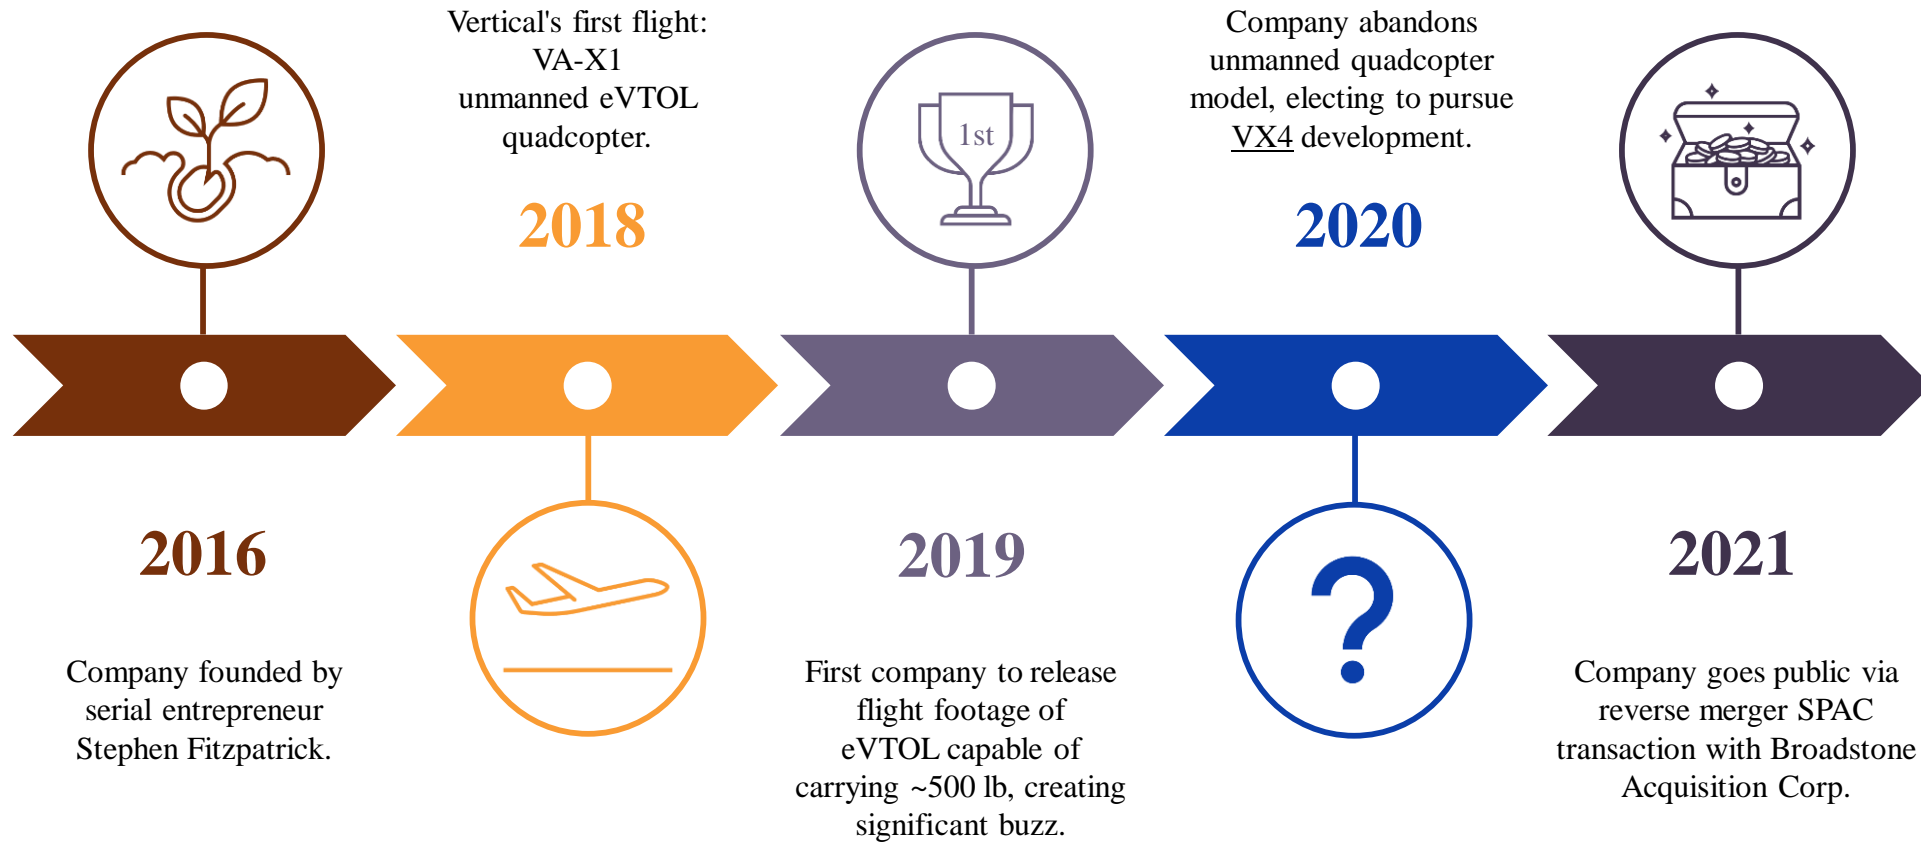 Company founded by
serial entrepreneur
Stephen Fitzpatrick.
2016
Vertical's first flight:
VA-X1
unmanned eVTOL
quadcopter.
2018
1st
2019
First company to release
flight footage of
eVTOL capable of
carrying ~500 lb, creating
significant buzz.
Company abandons
unmanned quadcopter
model, electing to pursue
VX4 development.
2020
2021
Company goes public via
reverse merger SPAC
transaction with Broadstone
Acquisition Corp.